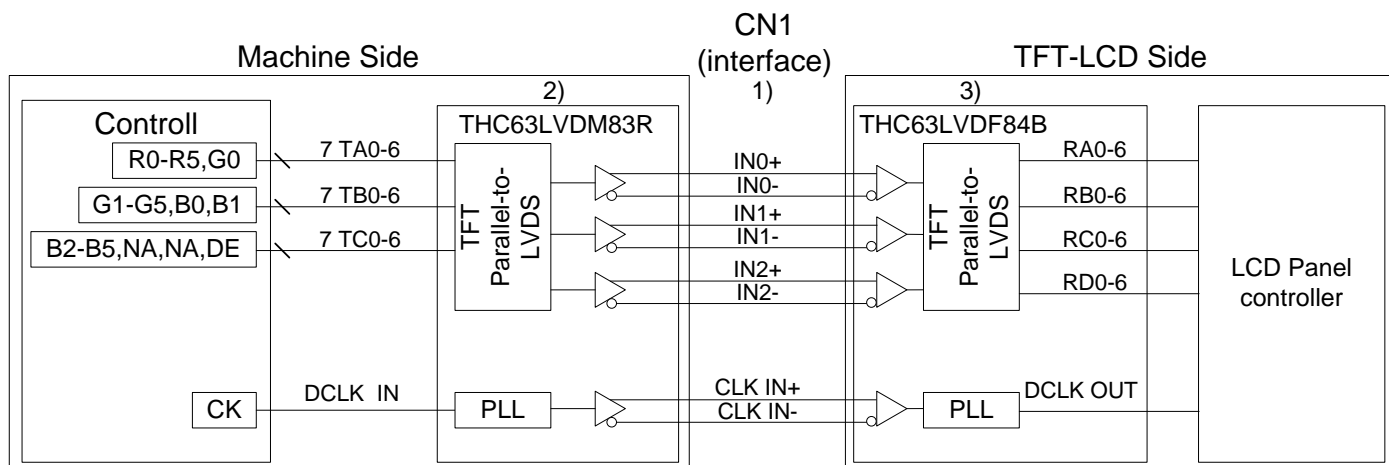 CN1
(interface)
1)
Machine Side
TFT-LCD Side
2)
3)
Controll
R0-R5,G0
G1-G5,B0,B1
B2-B5,NA,NA,DE
CK
7 TA0-6
7 TB0-6
7 TC0-6
DCLK IN
THC63LVDM83R
TFT
Parallel-to-
LVDS
PLL
IN0+
IN0-
IN1+
IN1-
IN2+
IN2-
CLK IN+
CLK IN-
THC63LVDF84B
TFT
Parallel-to-
LVDS
PLL
RA0-6
RB0-6
RC0-6
RD0-6
DCLK OUT
LCD Panel
controller